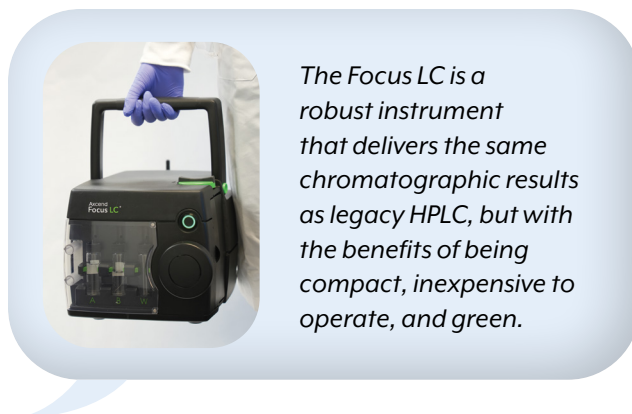 Axcend
Focus LC
A B W
The Focus LC is a
robust instrument
that delivers the same
chromatographic results
as legacy HPLC, but with
the benefits of being
compact, inexpensive to
operate, and green.